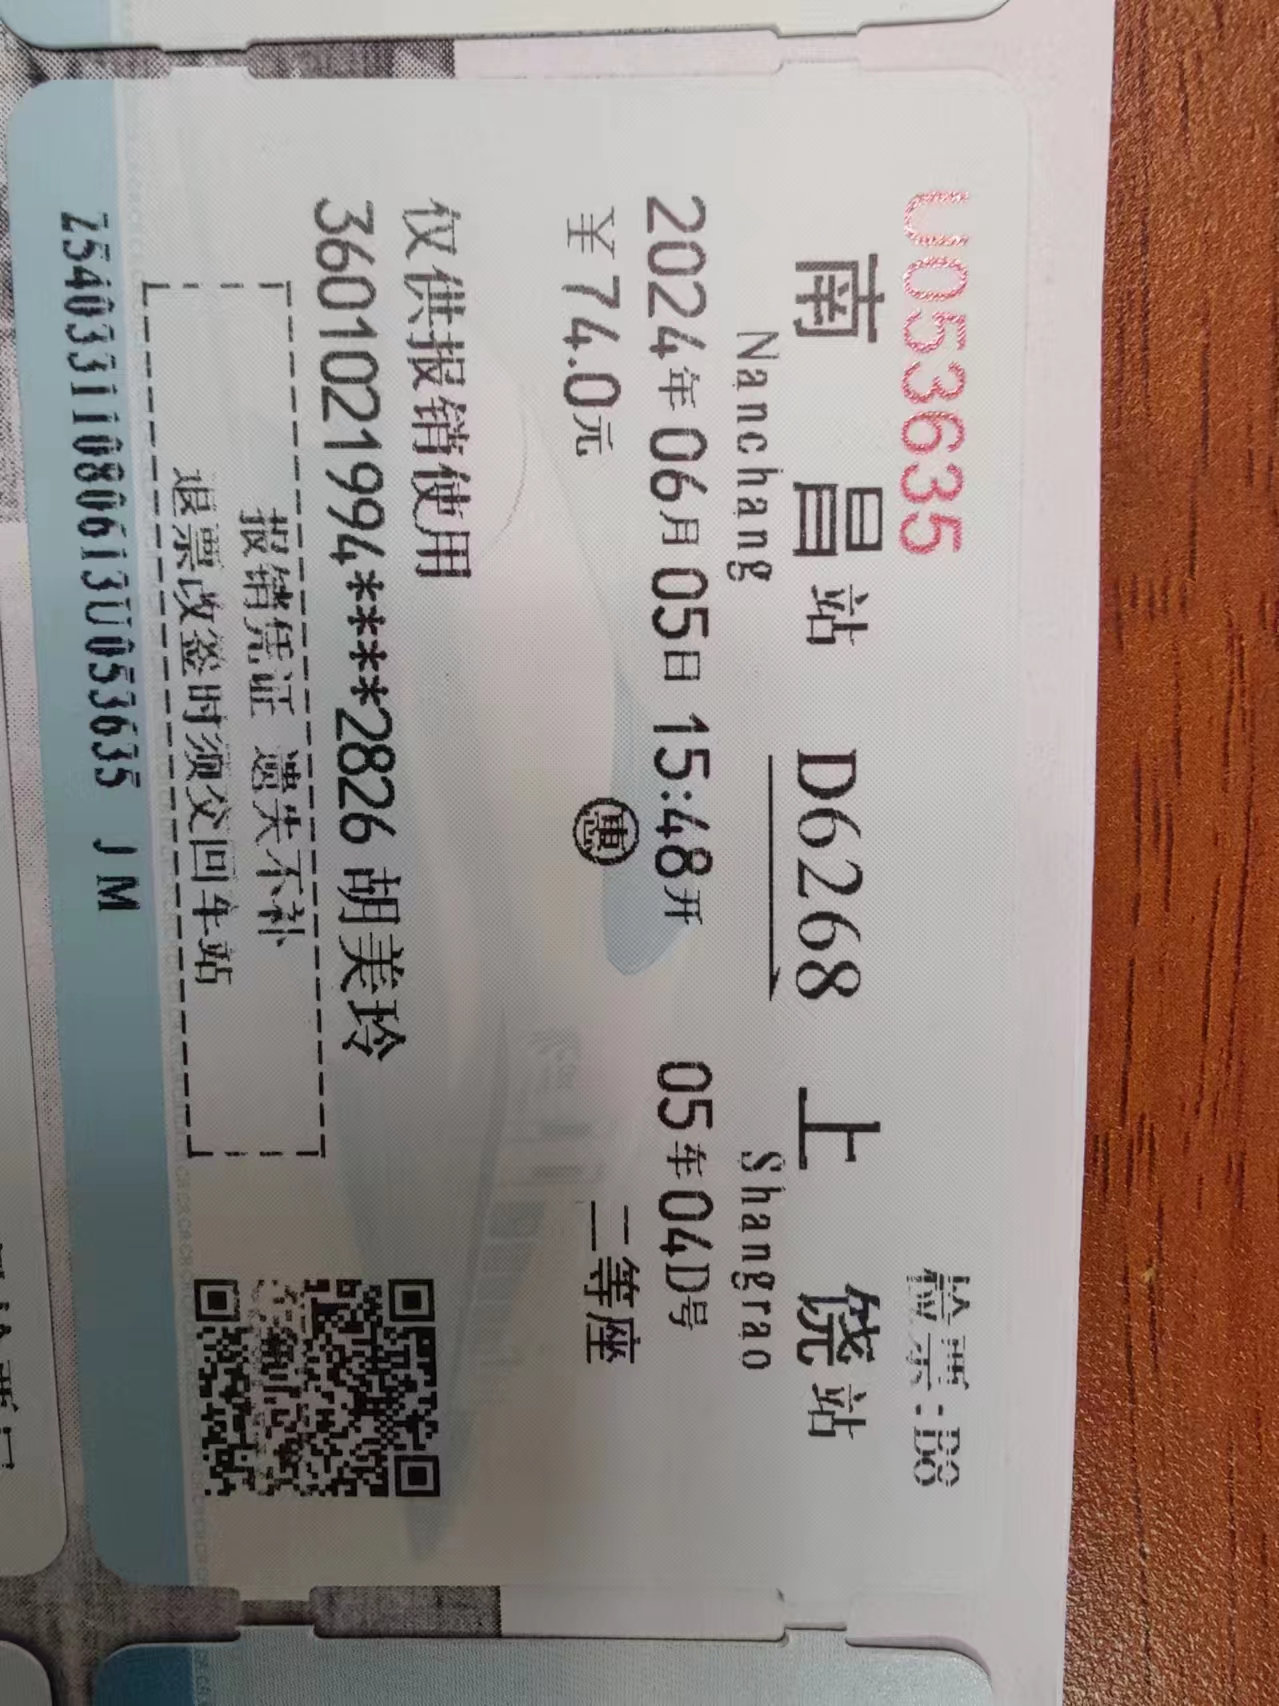 U053635 检票:B8
南昌站 D6268 上饶站
Nanchang Shangrao
2024年06月05日 15:48开 05车04D号
￥74.0元 惠 二等座
仅供报销使用
3601021994****2826 胡美玲
报销凭证 遗失不补
退票改签时须交回车站
Z5403311080613U053635 JM